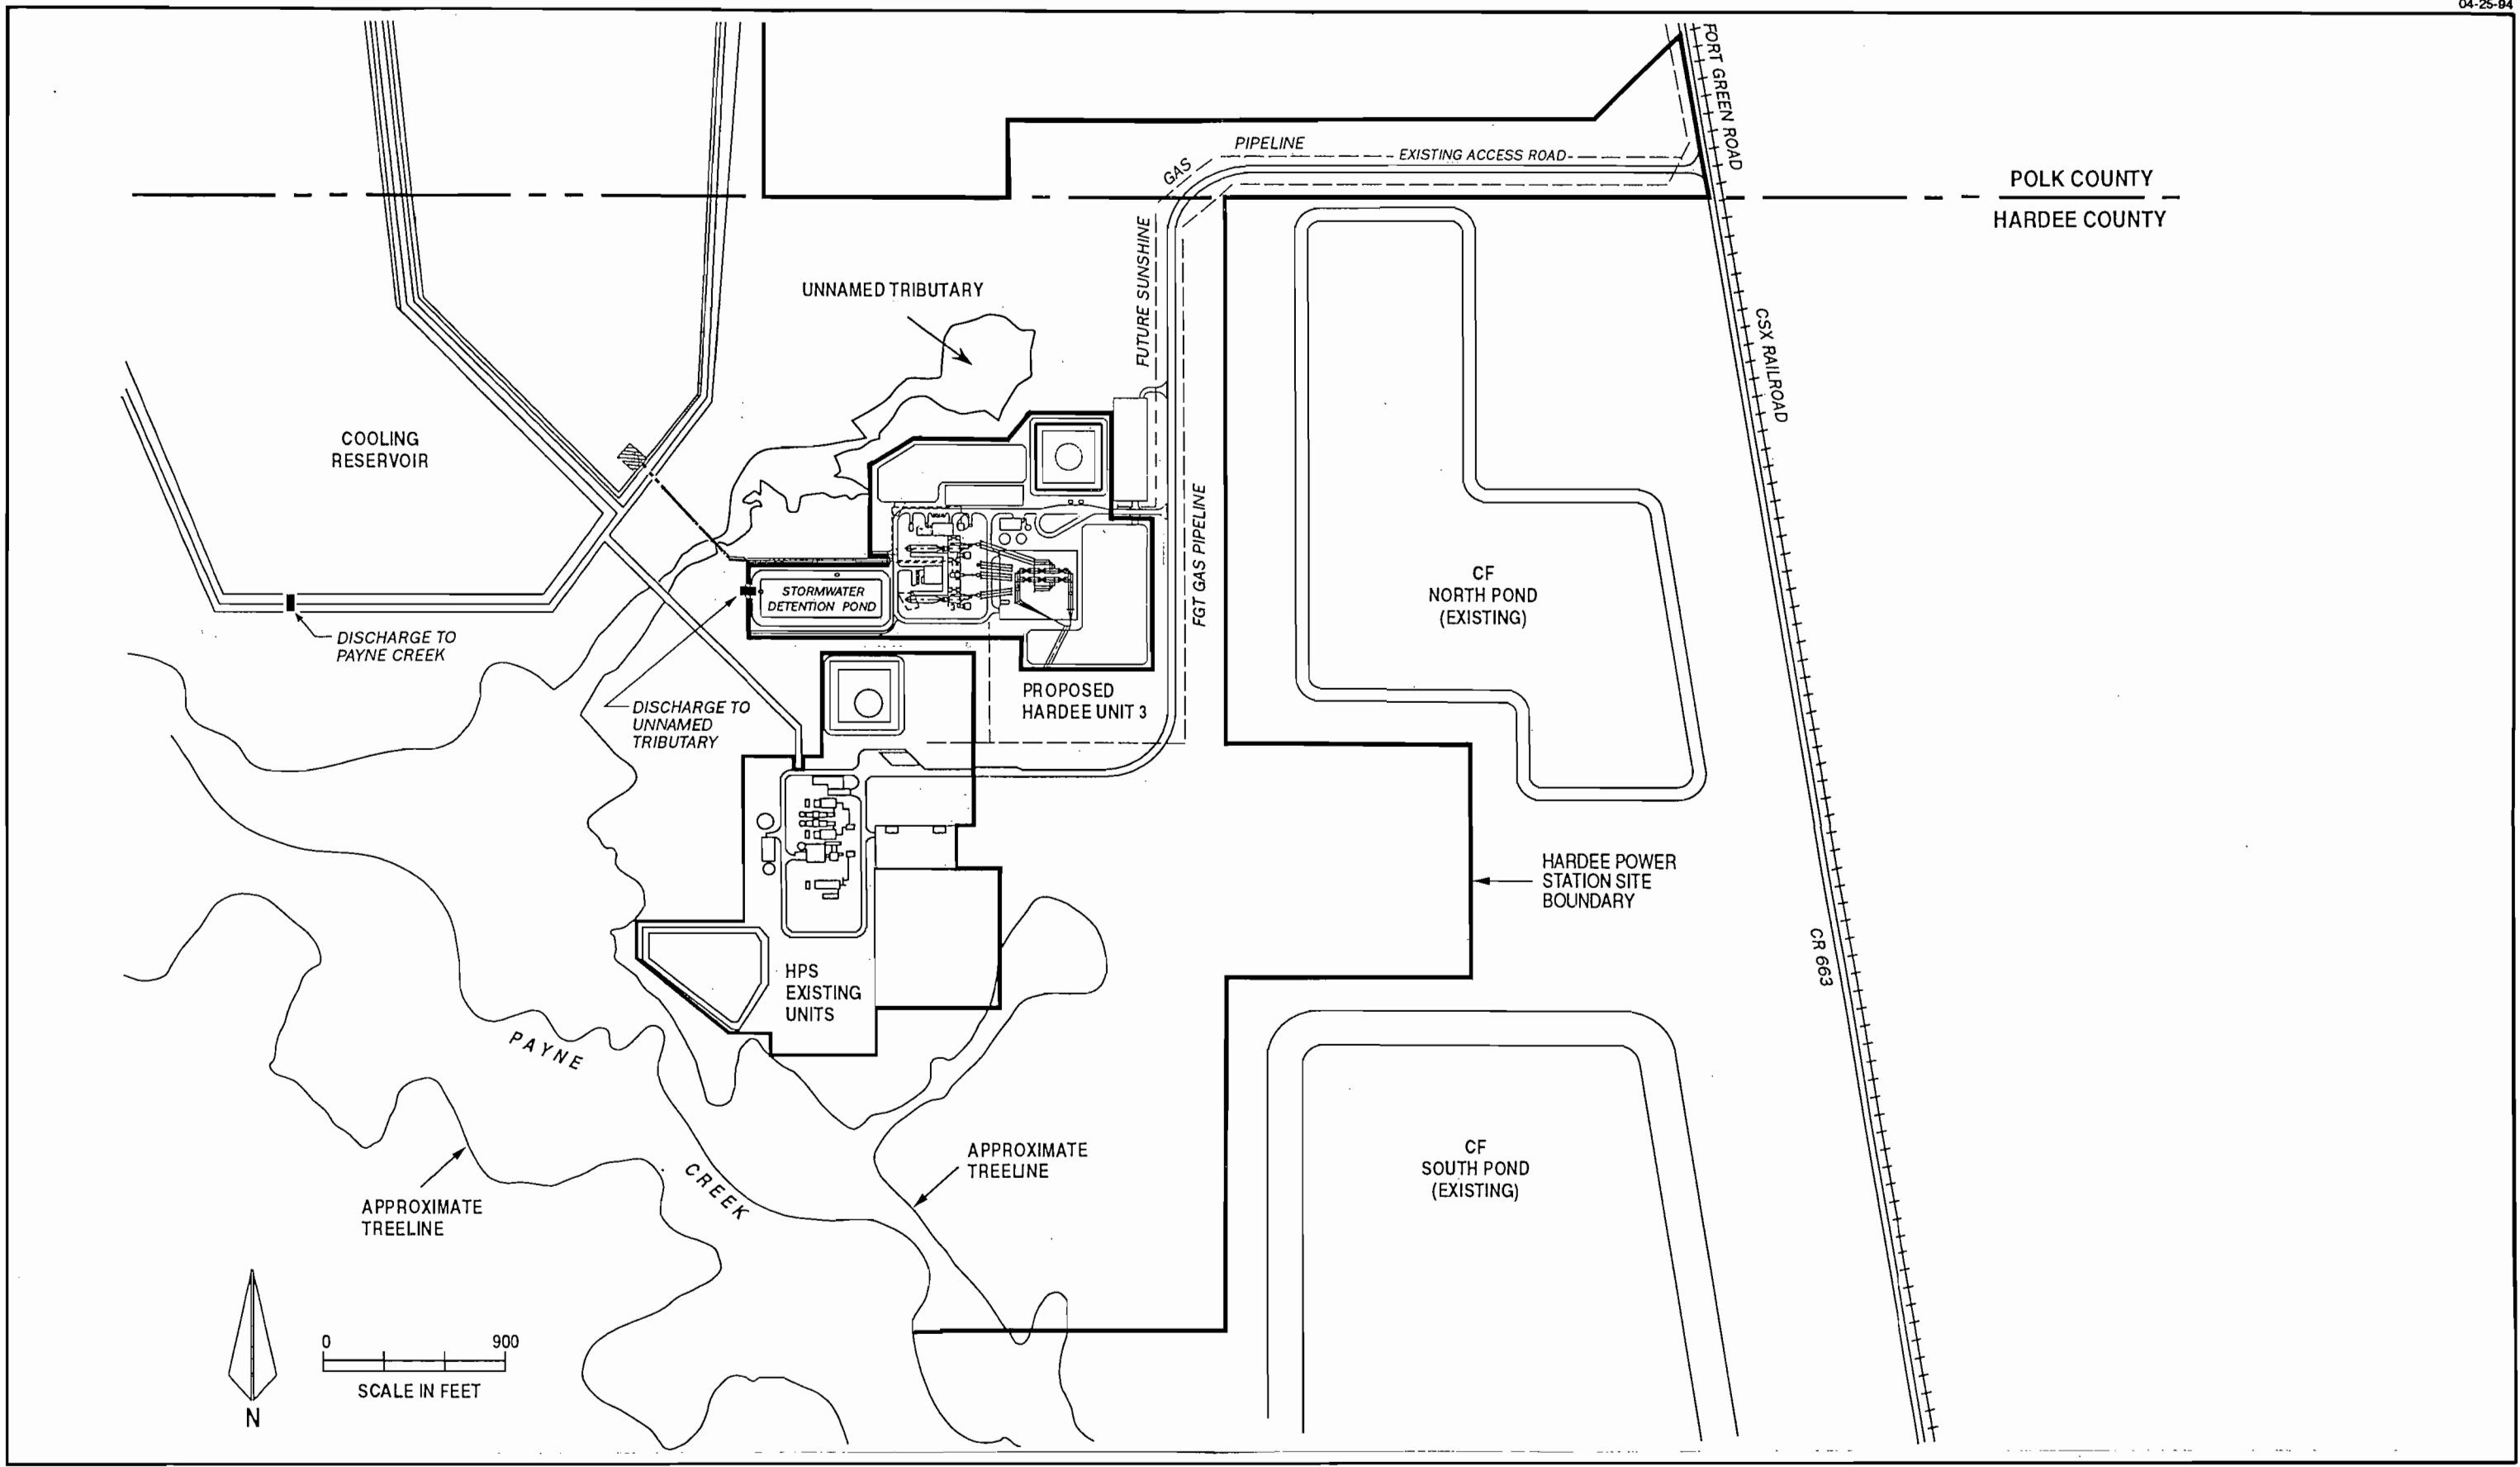 04-25-94
FORT GREEN ROAD
PIPELINE
GAS
EXISTING ACCESS ROAD
POLK COUNTY
HARDEE COUNTY
FUTURE SUNSHINE
UNNAMED TRIBUTARY
CSX RAILROAD
COOLING
RESERVOIR
FGT GAS PIPELINE
CF
NORTH POND
(EXISTING)
STORMWATER
DETENTION POND
DISCHARGE TO
PAYNE CREEK
PROPOSED
HARDEE UNIT 3
DISCHARGE TO
UNNAMED
TRIBUTARY
HARDEE POWER
STATION SITE
BOUNDARY
CR 663
HPS
EXISTING
UNITS
PAYNE
CREEK
APPROXIMATE
TREELINE
CF
SOUTH POND
(EXISTING)
APPROXIMATE
TREELINE
0 900
SCALE IN FEET
N